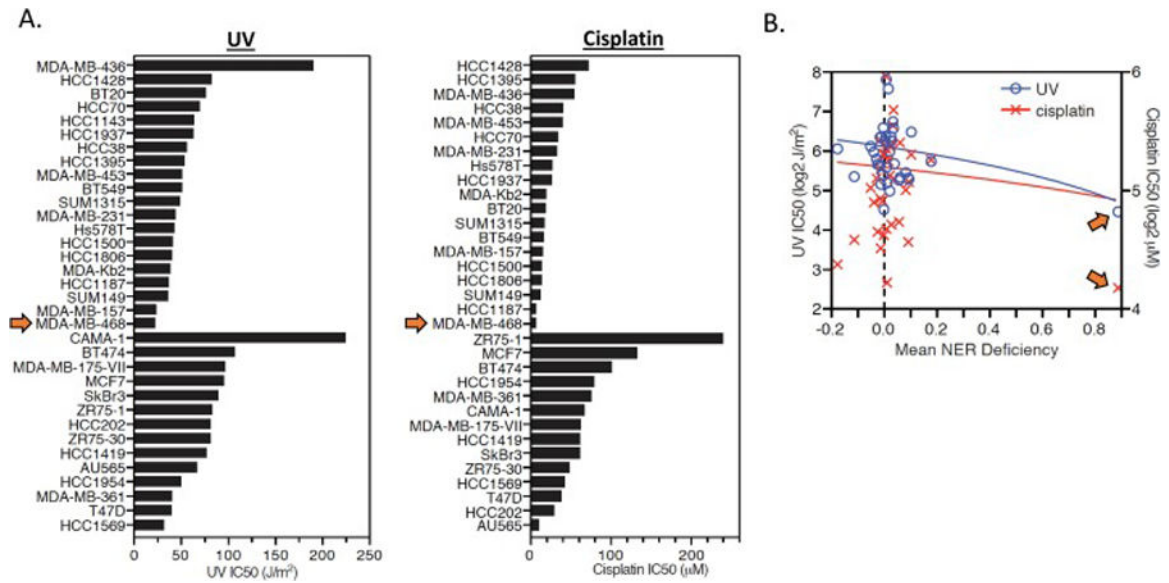 A.
UV
MDA-MB-436
HCC1428
BT20
HCC70
HCC1143
HCC1937
HCC38
HCC1395
MDA-MB-453
BT549
SUM1315
MDA-MB-231
Hs578T
HCC1500
HCC1806
MDA-Kb2
HCC1187
SUM149
MDA-MB-157
MDA-MB-468
CAMA-1
BT474
MDA-MB-175-VII
MCF7
SkBr3
ZR75-1
HCC202
ZR75-30
HCC1419
AU565
HCC1954
MDA-MB-361
T47D
HCC1569
0 50 100 150 200 250
UV IC50 (J/m²)
Cisplatin
HCC1428
HCC1395
MDA-MB-436
HCC38
MDA-MB-453
HCC70
MDA-MB-231
Hs578T
HCC1937
MDA-Kb2
BT20
SUM1315
BT549
MDA-MB-157
HCC1500
HCC1806
SUM149
HCC1187
MDA-MB-468
ZR75-1
MCF7
BT474
HCC1954
MDA-MB-361
CAMA-1
MDA-MB-175-VII
HCC1419
SkBr3
ZR75-30
HCC1569
T47D
HCC202
AU565
0 50 100 150 200
Cisplatin IC50 (µM)
B.
UV
cisplatin
8
7
6
5
4
3
2
UV IC50 (log2 J/m²)
6
5
4
Cisplatin IC50 (log2 µM)
-0.2 0.0 0.2 0.4 0.6 0.8
Mean NER Deficiency